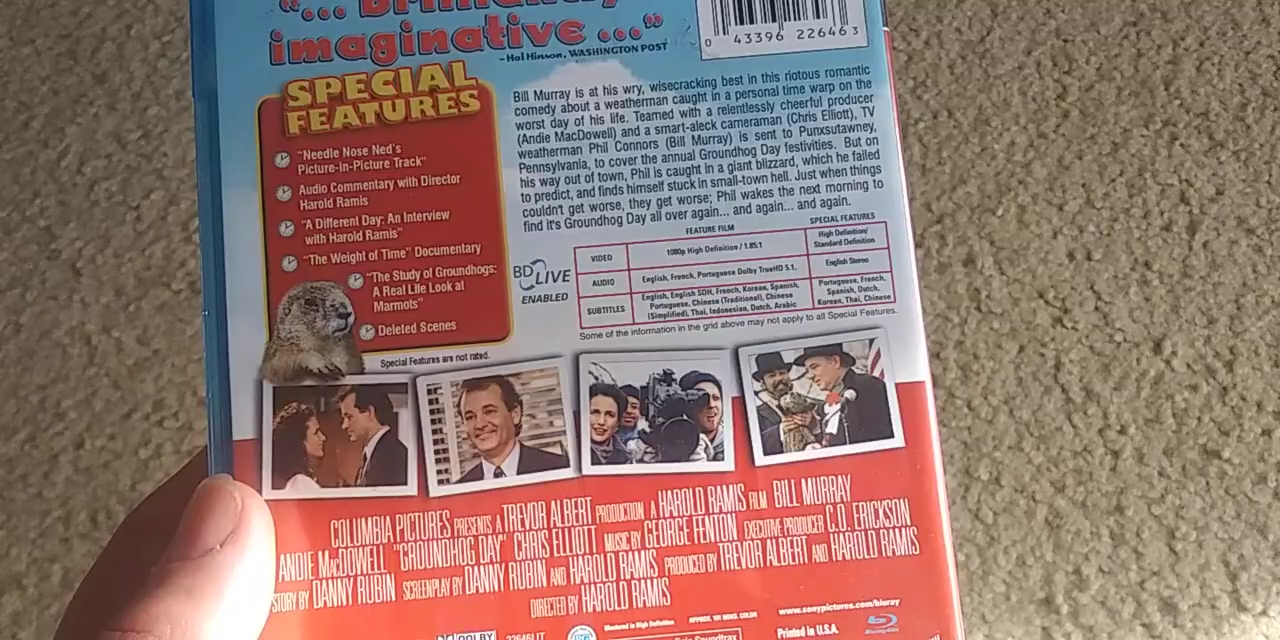 imaginative ..."
~Hal Hinson, WASHINGTON POST
0 43396 22646 3
SPECIAL
FEATURES
"Needle Nose Ned's
Picture-in-Picture Track"
Audio Commentary with Director
Harold Ramis
"A Different Day: An Interview
with Harold Ramis"
"The Weight of Time" Documentary
"The Study of Groundhogs:
A Real Life Look at
Marmots"
Deleted Scenes
Special Features are not rated.
Bill Murray is at his wry, wisecracking best in this riotous romantic
comedy about a weatherman caught in a personal time warp on the
worst day of his life. Teamed with a relentlessly cheerful producer
(Andie MacDowell) and a smart-aleck cameraman (Chris Elliott), TV
weatherman Phil Connors (Bill Murray) is sent to Punxsutawney,
Pennsylvania, to cover the annual Groundhog Day festivities. But on
his way out of town, Phil is caught in a giant blizzard, which he failed
to predict, and finds himself stuck in small-town hell. Just when things
couldn't get worse, they get worse; Phil wakes the next morning to
find it's Groundhog Day all over again... and again... and again.
BD LIVE
ENABLED
FEATURE FILM SPECIAL FEATURES
VIDEO 1080p High Definition / 1.85:1 High Definition/
Standard Definition
AUDIO English, French, Portuguese Dolby TrueHD 5.1. English Stereo
SUBTITLES English, English SDH, French, Korean, Spanish,
Portuguese, Chinese (Traditional), Chinese
(Simplified), Thai, Indonesian, Dutch, Arabic
Portuguese, French,
Spanish, Dutch,
Korean, Thai, Chinese
Some of the information in the grid above may not apply to all Special Features.
COLUMBIA PICTURES PRESENTS A TREVOR ALBERT PRODUCTION A HAROLD RAMIS FILM BILL MURRAY
ANDIE MACDOWELL "GROUNDHOG DAY" CHRIS ELLIOTT MUSIC BY GEORGE FENTON EXECUTIVE PRODUCER C.O. ERICKSON
STORY BY DANNY RUBIN SCREENPLAY BY DANNY RUBIN AND HAROLD RAMIS PRODUCED BY TREVOR ALBERT AND HAROLD RAMIS
DIRECTED BY HAROLD RAMIS
Mastered in High Definition APPROX. 101 MINS. COLOR www.sonypictures.com/bluray
DOLBY PG Printed in U.S.A.